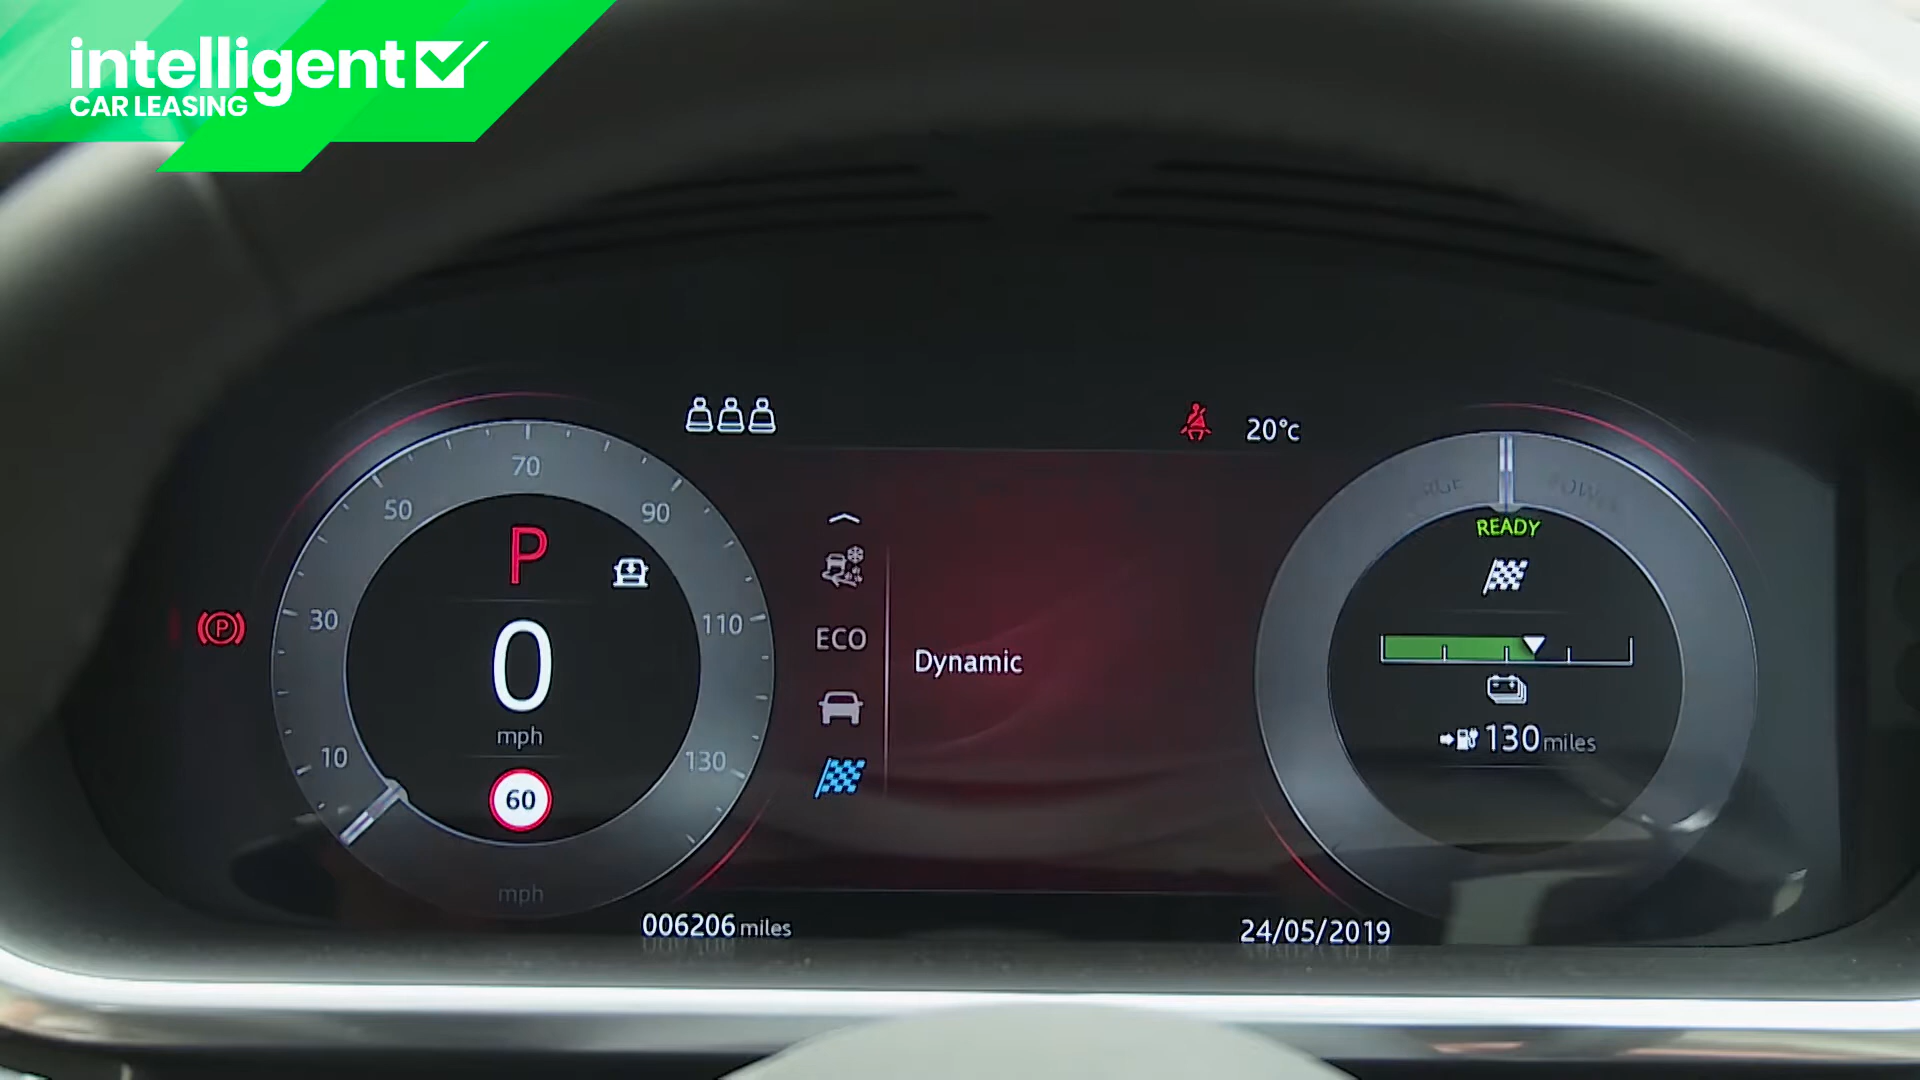 intelligent
CAR LEASING
20°C
70
50
90
P
READY
30
110
ECO
0
Dynamic
mph
130 miles
10
130
60
mph
006206 miles
24/05/2019
P